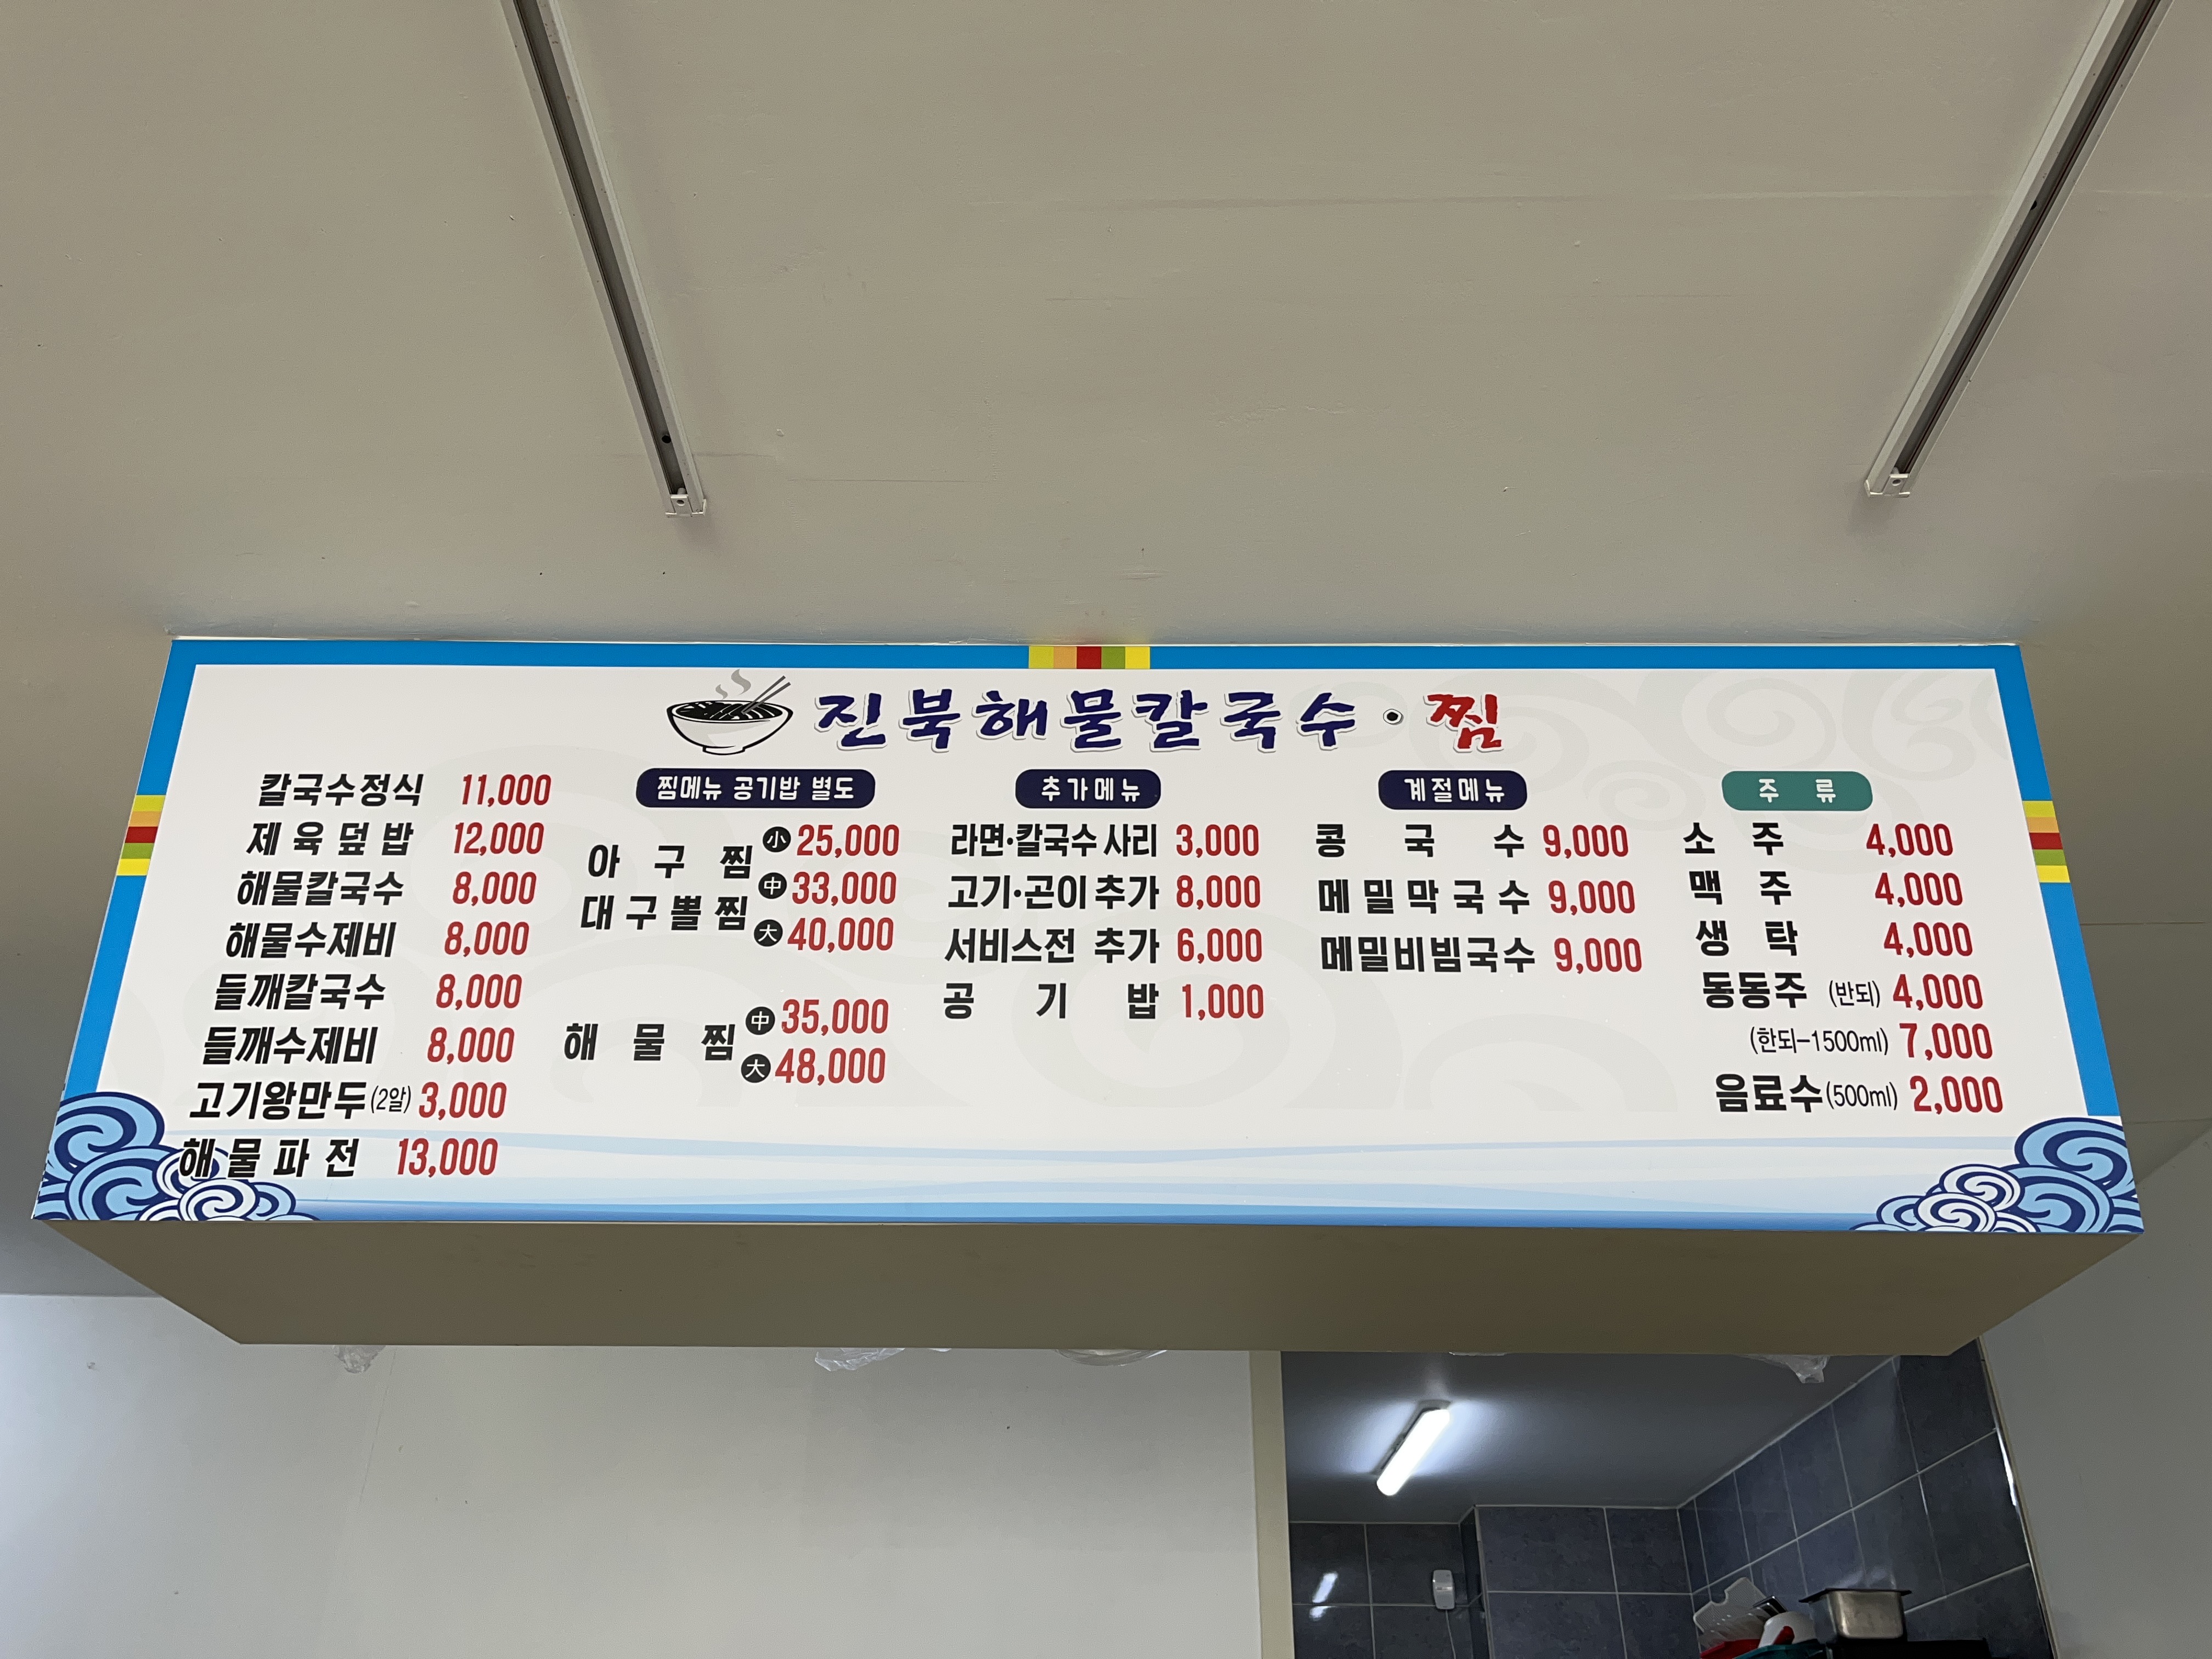 진북해물칼국수·찜
칼국수정식 11,000
제육덮밥 12,000
해물칼국수 8,000
해물수제비 8,000
들깨칼국수 8,000
들깨수제비 8,000
고기왕만두(2알) 3,000
해물파전 13,000
찜메뉴 공기밥 별도
아구찜
대구뽈찜
小 25,000
中 33,000
大 40,000
해물찜
中 35,000
大 48,000
추가메뉴
라면·칼국수 사리 3,000
고기·곤이 추가 8,000
서비스전 추가 6,000
공기밥 1,000
계절메뉴
콩국수 9,000
메밀막국수 9,000
메밀비빔국수 9,000
주류
소주 4,000
맥주 4,000
생탁 4,000
동동주 (반되) 4,000
(한되-1500ml) 7,000
음료수(500ml) 2,000